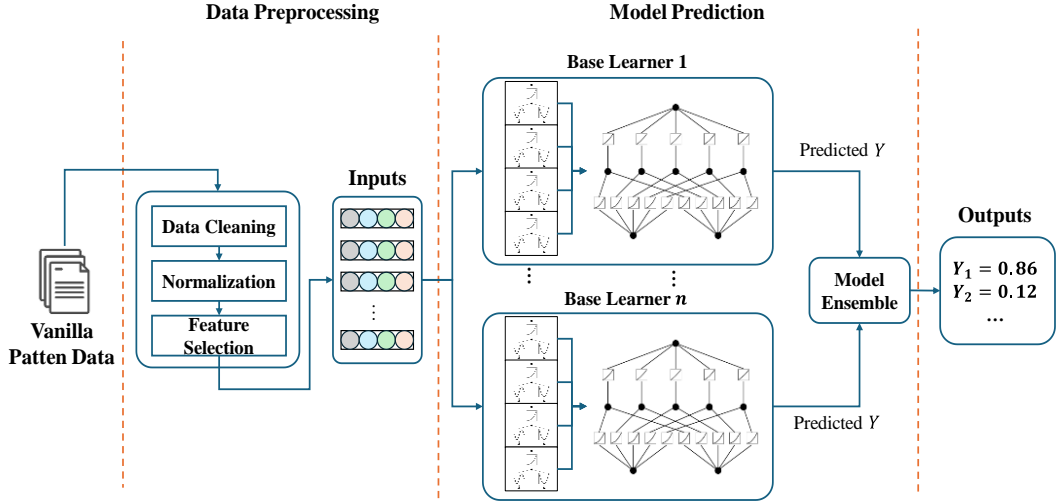 Data Preprocessing
Model Prediction
Vanilla
Patten Data
Data Cleaning
Normalization
Feature
Selection
Inputs
⋮
Base Learner 1
⋮ ⋮
Base Learner n
Predicted Y
Predicted Y
Model
Ensemble
Outputs
Y₁ = 0.86
Y₂ = 0.12
...